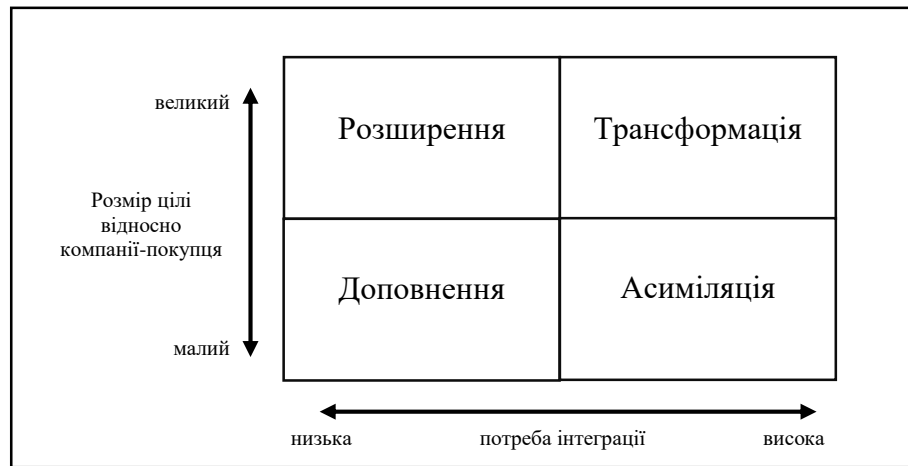 великий
Розширення
Трансформація
Розмір цілі
відносно
компанії-покупця
Доповнення
Асиміляція
малий
низька
потреба інтеграції
висока